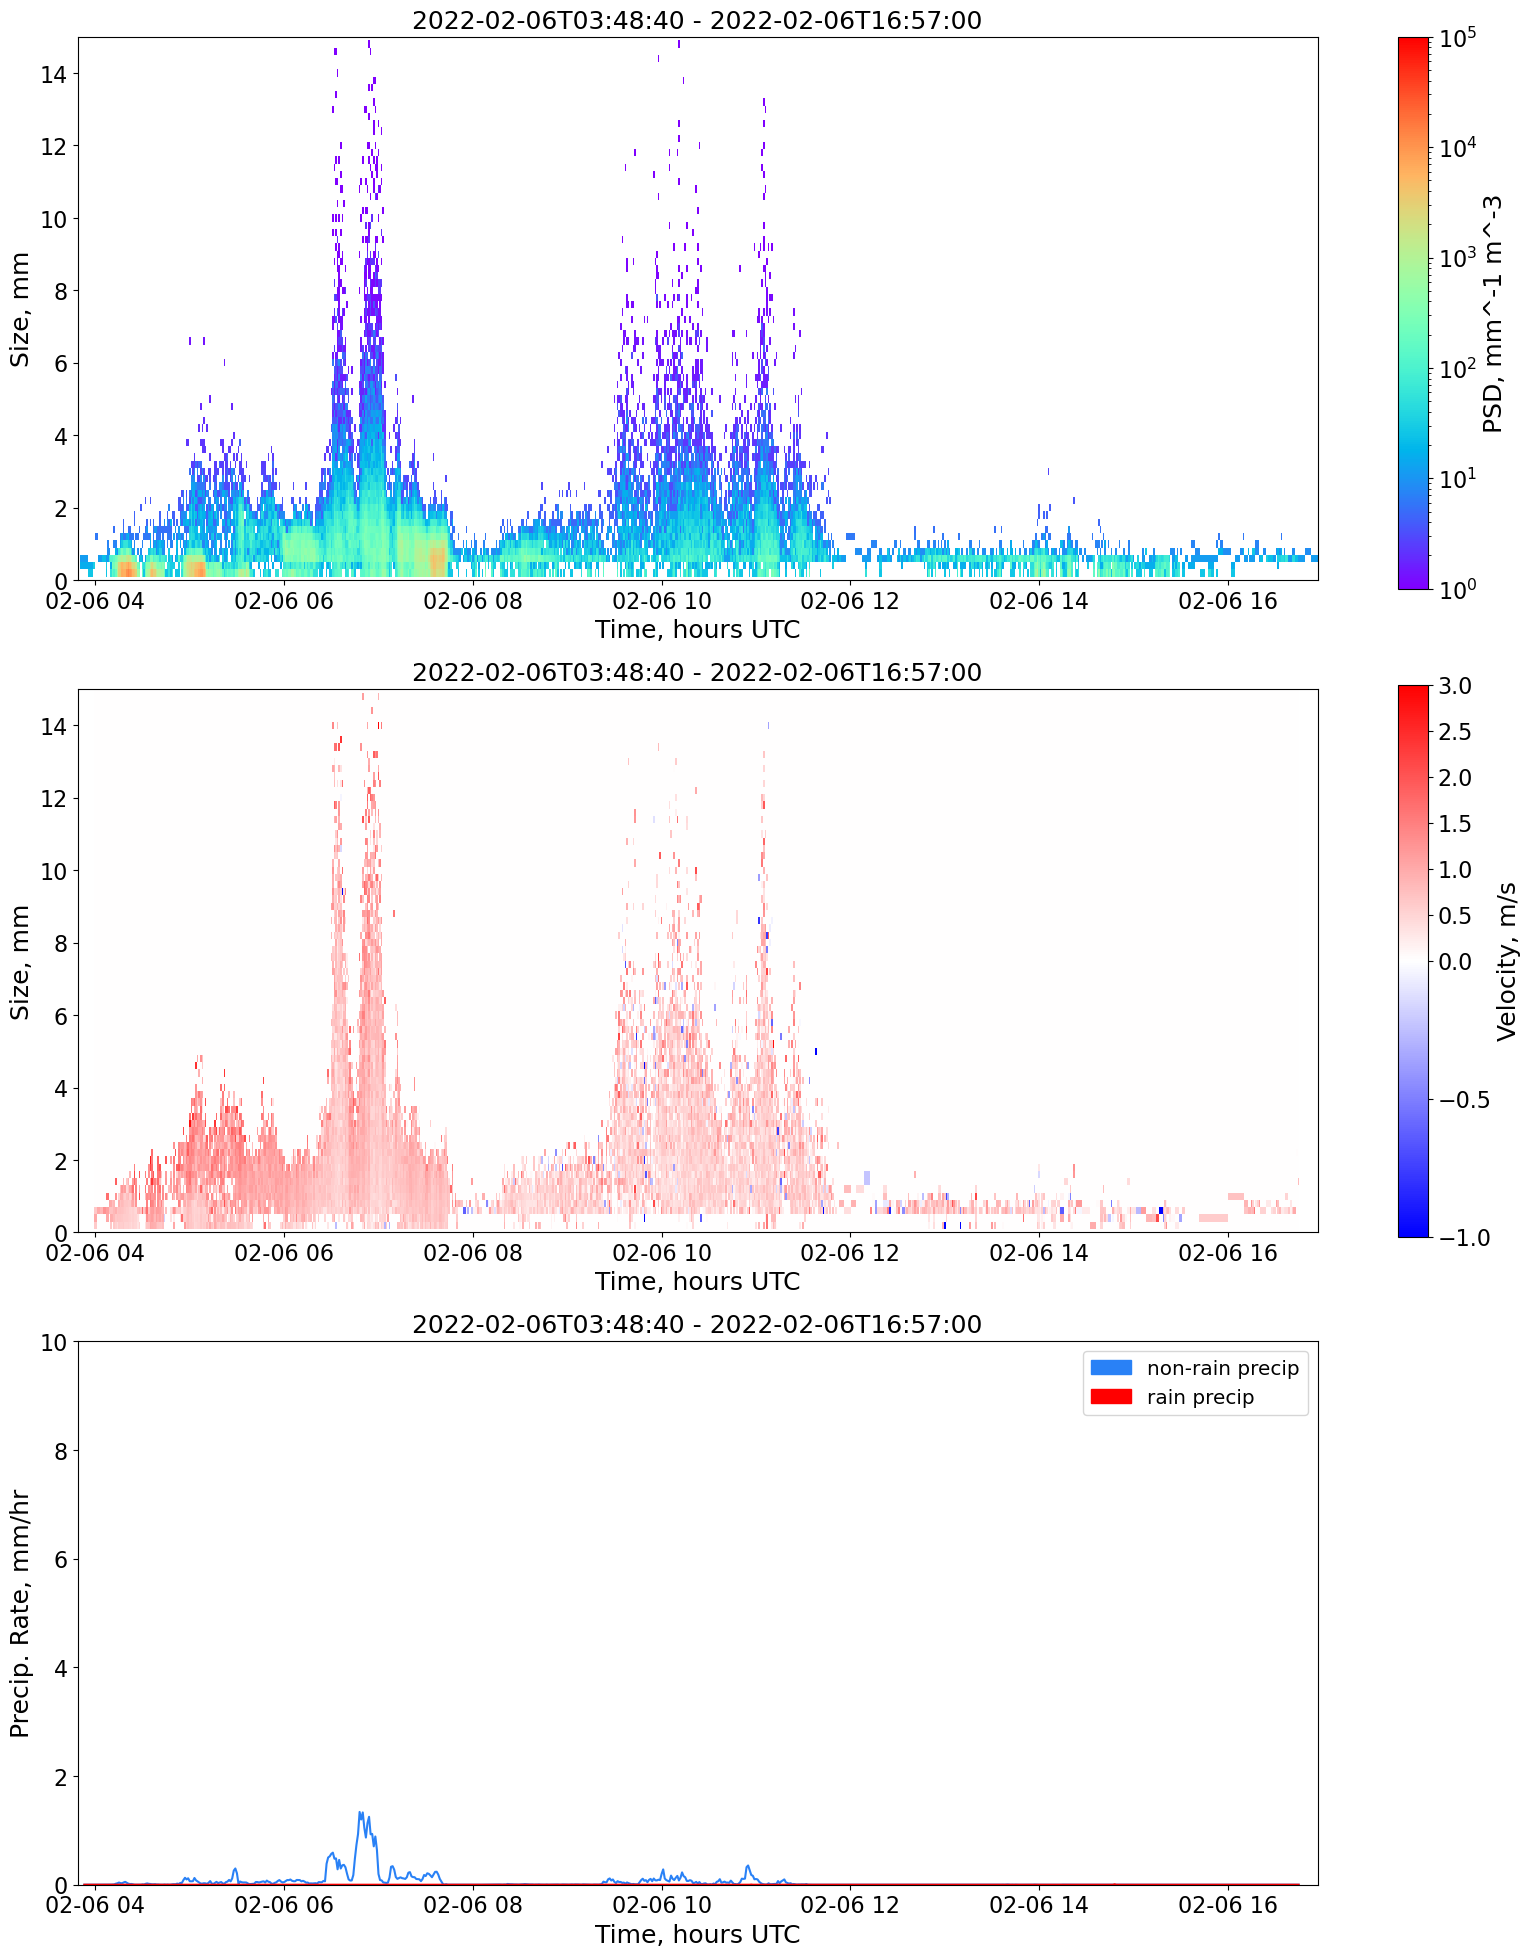 2022-02-06T03:48:40 - 2022-02-06T16:57:00
14
12
10
8
6
4
2
0
Size, mm
02-06 04 02-06 06 02-06 08 02-06 10 02-06 12 02-06 14 02-06 16
Time, hours UTC
10^5
10^4
10^3
10^2
10^1
10^0
PSD, mm^-1 m^-3
2022-02-06T03:48:40 - 2022-02-06T16:57:00
14
12
10
8
6
4
2
0
Size, mm
02-06 04 02-06 06 02-06 08 02-06 10 02-06 12 02-06 14 02-06 16
Time, hours UTC
3.0
2.5
2.0
1.5
1.0
0.5
0.0
−0.5
−1.0
Velocity, m/s
2022-02-06T03:48:40 - 2022-02-06T16:57:00
10
8
6
4
2
0
Precip. Rate, mm/hr
non-rain precip
rain precip
02-06 04 02-06 06 02-06 08 02-06 10 02-06 12 02-06 14 02-06 16
Time, hours UTC